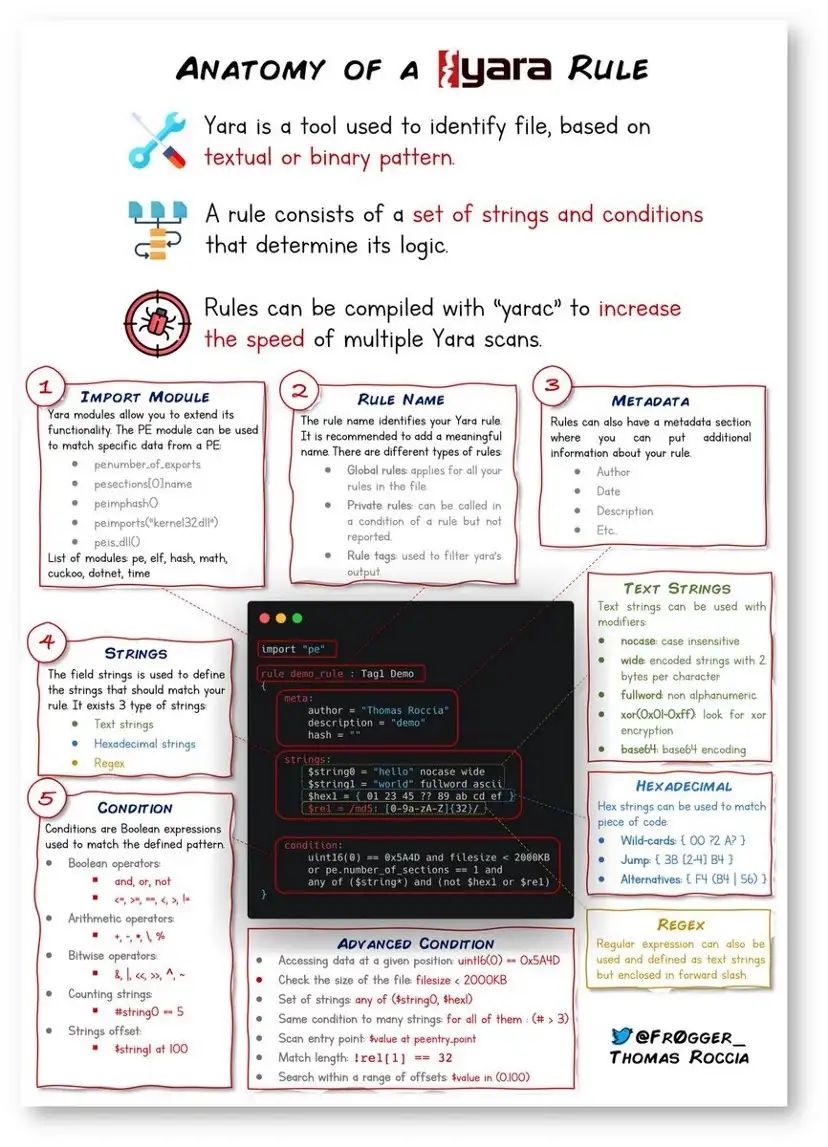 ANATOMY OF A yara RULE
Yara is a tool used to identify file, based on
textual or binary pattern.
A rule consists of a set of strings and conditions
that determine its logic.
Rules can be compiled with “yarac” to increase
the speed of multiple Yara scans.
1
IMPORT MODULE
Yara modules allow you to extend its
functionality. The PE module can be used
to match specific data from a PE:
• pe.number_of_exports
• pe.sections[0].name
• pe.imphash()
• pe.imports("kernel32.dll")
• pe.is_dll()
List of modules: pe, elf, hash, math,
cuckoo, dotnet, time
2
RULE NAME
The rule name identifies your Yara rule.
It is recommended to add a meaningful
name. There are different types of rules:
• Global rules: applies for all your
rules in the file.
• Private rules: can be called in
a condition of a rule but not
reported.
• Rule tags: used to filter yara's
output.
3
METADATA
Rules can also have a metadata section
where you can put additional
information about your rule.
• Author
• Date
• Description
• Etc..
4
STRINGS
The field strings is used to define
the strings that should match your
rule. It exists 3 type of strings:
• Text strings
• Hexadecimal strings
• Regex
5
CONDITION
Conditions are Boolean expressions
used to match the defined pattern.
• Boolean operators:
▪ and, or, not
▪ <=, >=, ==, <, >, !=
• Arithmetic operators:
▪ +, -, *, \, %
• Bitwise operators:
▪ &, |, <<, >>, ^, ~
• Counting strings:
▪ #string0 == 5
• Strings offset:
▪ $string1 at 100
import "pe"
rule demo_rule : Tag1 Demo
{
meta:
author = "Thomas Roccia"
description = "demo"
hash = ""
strings:
$string0 = "hello" nocase wide
$string1 = "world" fullword ascii
$hex1 = { 01 23 45 ?? 89 ab cd ef }
$re1 = /md5: [0-9a-zA-Z]{32}/
condition:
uint16(0) == 0x5A4D and filesize < 2000KB
or pe.number_of_sections == 1 and
any of ($string*) and (not $hex1 or $re1)
}
TEXT STRINGS
Text strings can be used with
modifiers:
• nocase: case insensitive
• wide: encoded strings with 2
bytes per character
• fullword: non alphanumeric
• xor(0x01-0xff): look for xor
encryption
• base64: base64 encoding
HEXADECIMAL
Hex strings can be used to match
piece of code:
• Wild-cards: { 00 ?2 A? }
• Jump: { 3B [2-4] B4 }
• Alternatives: { F4 (B4 | 56) }
REGEX
Regular expression can also be
used and defined as text strings
but enclosed in forward slash.
ADVANCED CONDITION
• Accessing data at a given position: uint16(0) == 0x5A4D
• Check the size of the file: filesize < 2000KB
• Set of strings: any of ($string0, $hex1)
• Same condition to many strings: for all of them : (# > 3)
• Scan entry point: $value at pe.entry_point
• Match length: !re1[1] == 32
• Search within a range of offsets: $value in (0..100)
@FR0GGER_
THOMAS ROCCIA